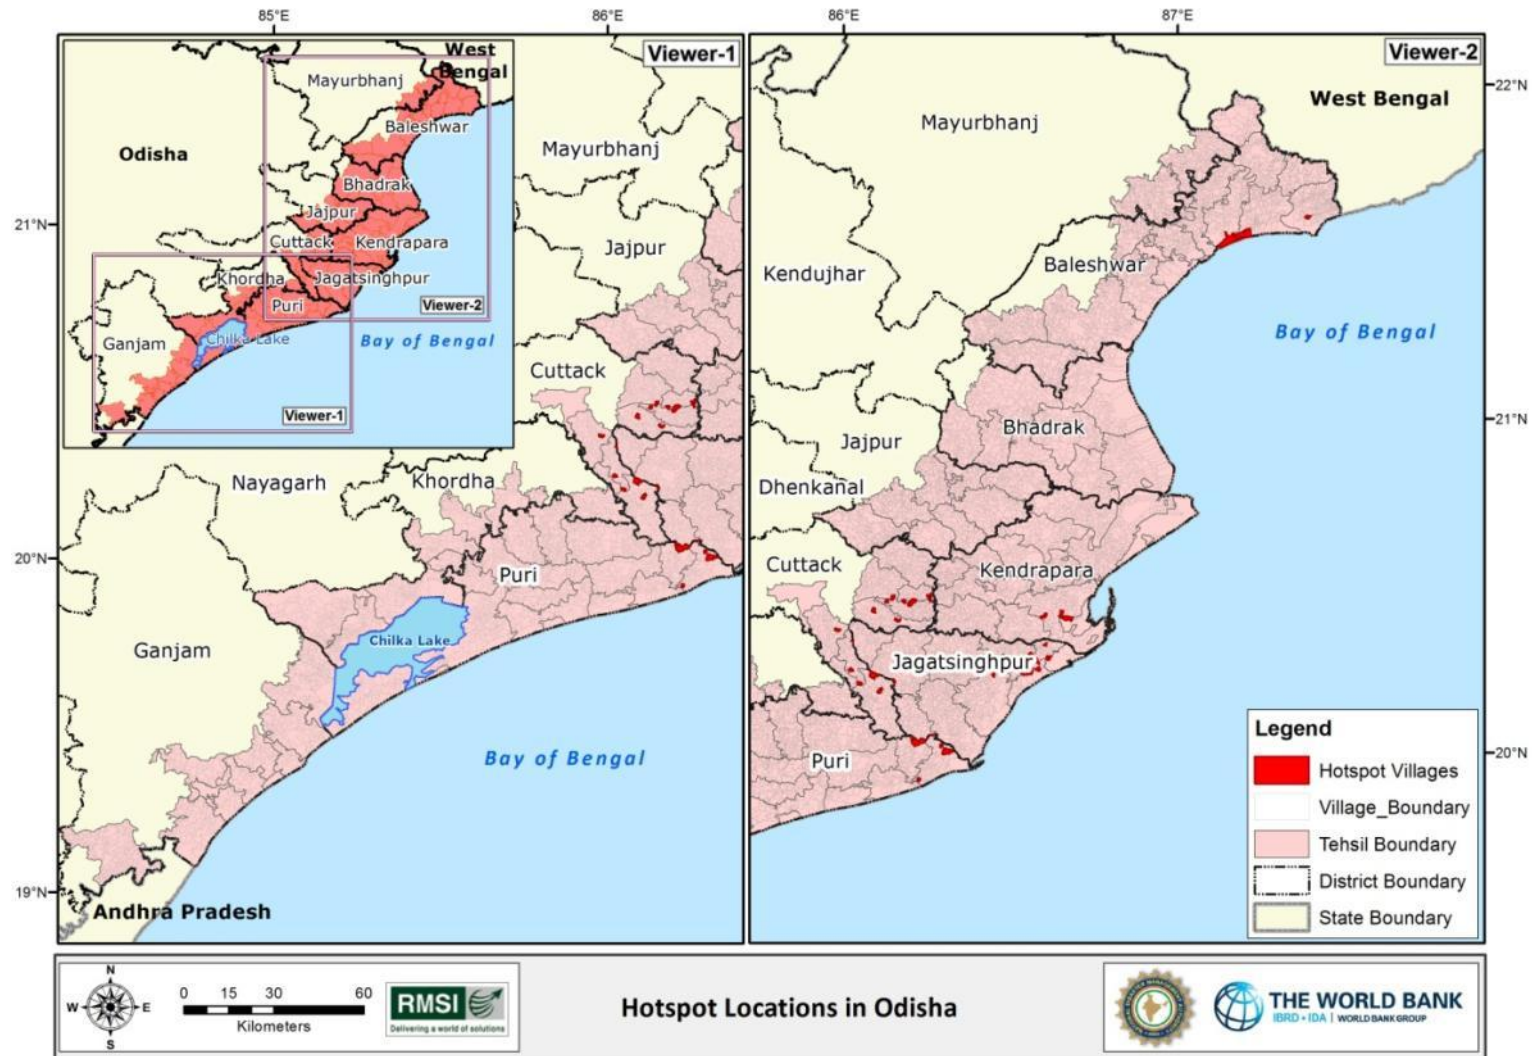 85°E
86°E
86°E
87°E
Viewer-1
West
Bengal
Mayurbhanj
Baleshwar
Odisha
Bhadrak
Jajpur
Cuttack
Kendrapara
Khordha
Jagatsinghpur
Puri
Viewer-2
Ganjam
Chilka Lake
Bay of Bengal
Viewer-1
21°N
20°N
19°N
Mayurbhanj
Jajpur
Cuttack
Nayagarh
Khordha
Puri
Chilka Lake
Ganjam
Bay of Bengal
Andhra Pradesh
Viewer-2
22°N
21°N
20°N
West Bengal
Mayurbhanj
Kendujhar
Baleshwar
Bay of Bengal
Jajpur
Bhadrak
Dhenkanal
Cuttack
Kendrapara
Jagatsinghpur
Puri
Legend
Hotspot Villages
Village_Boundary
Tehsil Boundary
District Boundary
State Boundary
N
W
E
S
0 15 30 60
Kilometers
RMSI
Delivering a world of solutions
Hotspot Locations in Odisha
THE WORLD BANK
IBRD • IDA | WORLD BANK GROUP